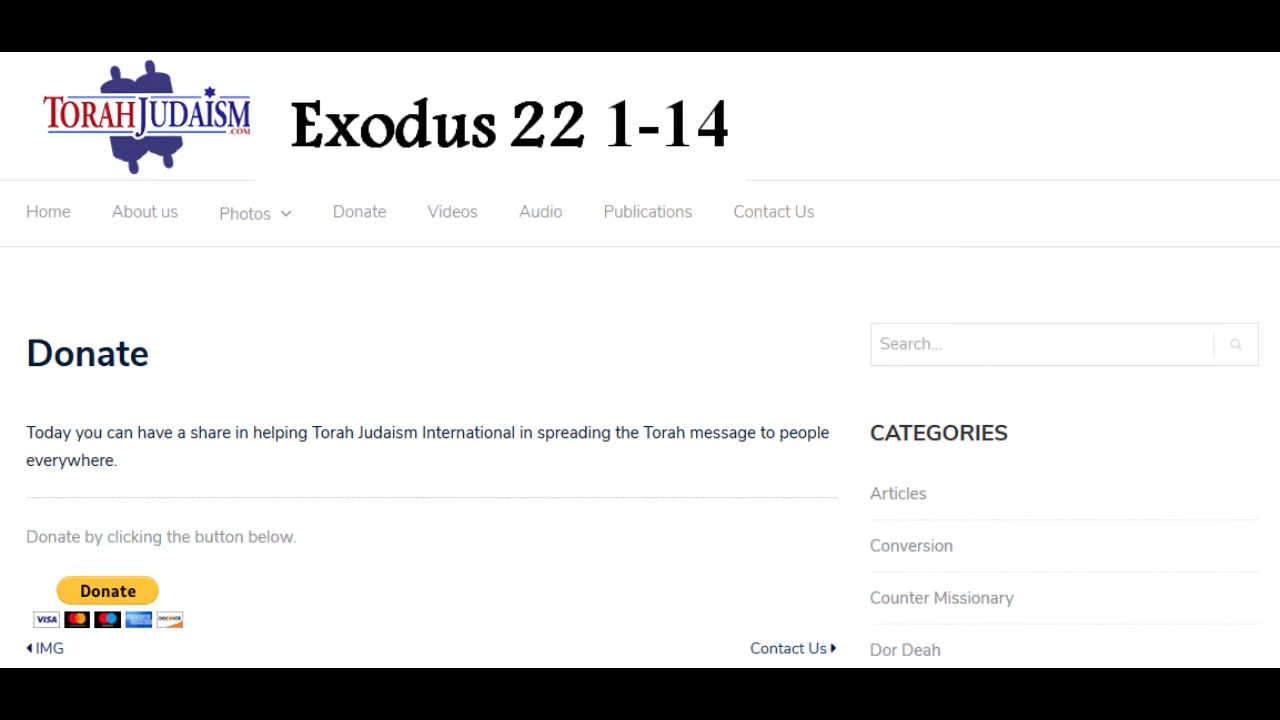 TORAHJUDAISM
.COM
Exodus 22 1-14
Home About us Photos Donate Videos Audio Publications Contact Us
Donate
Search...
Today you can have a share in helping Torah Judaism International in spreading the Torah message to people
everywhere.
CATEGORIES
Articles
Donate by clicking the button below.
Conversion
Donate
Counter Missionary
VISA DISCOVER
IMG
Contact Us
Dor Deah